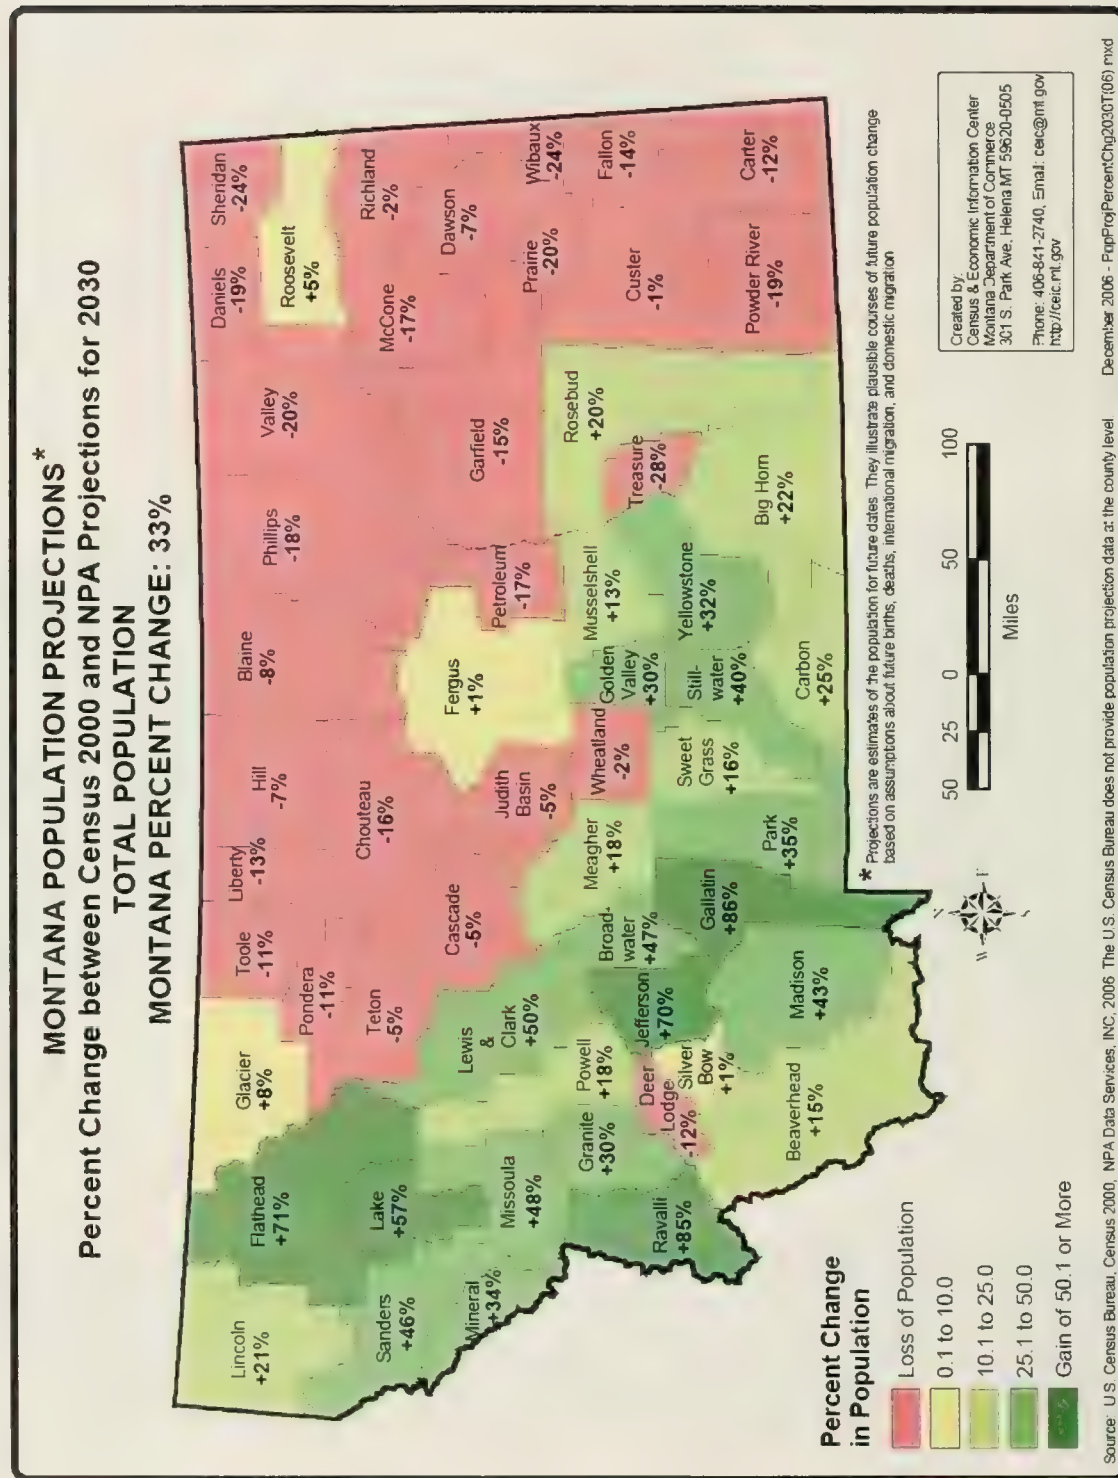 MONTANA POPULATION PROJECTIONS*
Percent Change between Census 2000 and NPA Projections for 2030
TOTAL POPULATION
MONTANA PERCENT CHANGE: 33%
Lincoln
+21%
Flathead
+71%
Glacier
+8%
Toole
-11%
Liberty
-13%
Hill
-7%
Blaine
-8%
Phillips
-18%
Valley
-20%
Daniels
-19%
Sheridan
-24%
Roosevelt
+5%
Pondera
-11%
Sanders
+46%
Lake
+57%
Teton
-5%
Chouteau
-16%
McCone
-17%
Richland
-2%
Mineral
+34%
Missoula
+48%
Lewis
&
Clark
+50%
Cascade
-5%
Judith
Basin
-5%
Fergus
+1%
Petroleum
-17%
Garfield
-15%
Dawson
-7%
Prairie
-20%
Wibaux
-24%
Granite
+30%
Powell
+18%
Broad-
water
+47%
Meagher
+18%
Wheatland
-2%
Golden
Valley
+30%
Musselshell
+13%
Rosebud
+20%
Treasure
-28%
Custer
-1%
Fallon
-14%
Ravalli
+85%
Deer
Lodge
-12%
Silver
Bow
+1%
Jefferson
+70%
Gallatin
+86%
Park
+35%
Sweet
Grass
+16%
Still-
water
+40%
Yellowstone
+32%
Big Horn
+22%
Powder River
-19%
Carter
-12%
Beaverhead
+15%
Madison
+43%
Carbon
+25%
* Projections are estimates of the population for future dates. They illustrate plausible courses of future population change
based on assumptions about future births, deaths, international migration, and domestic migration
Percent Change
in Population
Loss of Population
0.1 to 10.0
10.1 to 25.0
25.1 to 50.0
Gain of 50.1 or More
50 25 0 50 100
Miles
Created by:
Census & Economic Information Center
Montana Department of Commerce
301 S. Park Ave, Helena MT 59620-0505
Phone: 406-841-2740, Email: ceic@mt.gov
http://ceic.mt.gov
Source: U.S. Census Bureau, Census 2000, NPA Data Services, INC, 2006 The U.S. Census Bureau does not provide population projection data at the county level
December 2006 - PopProjPercentChg2030T(06) mxd